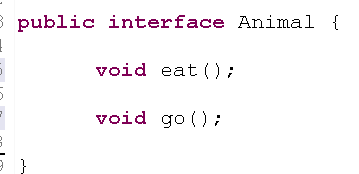 public interface Animal {
void eat();
void go();
}